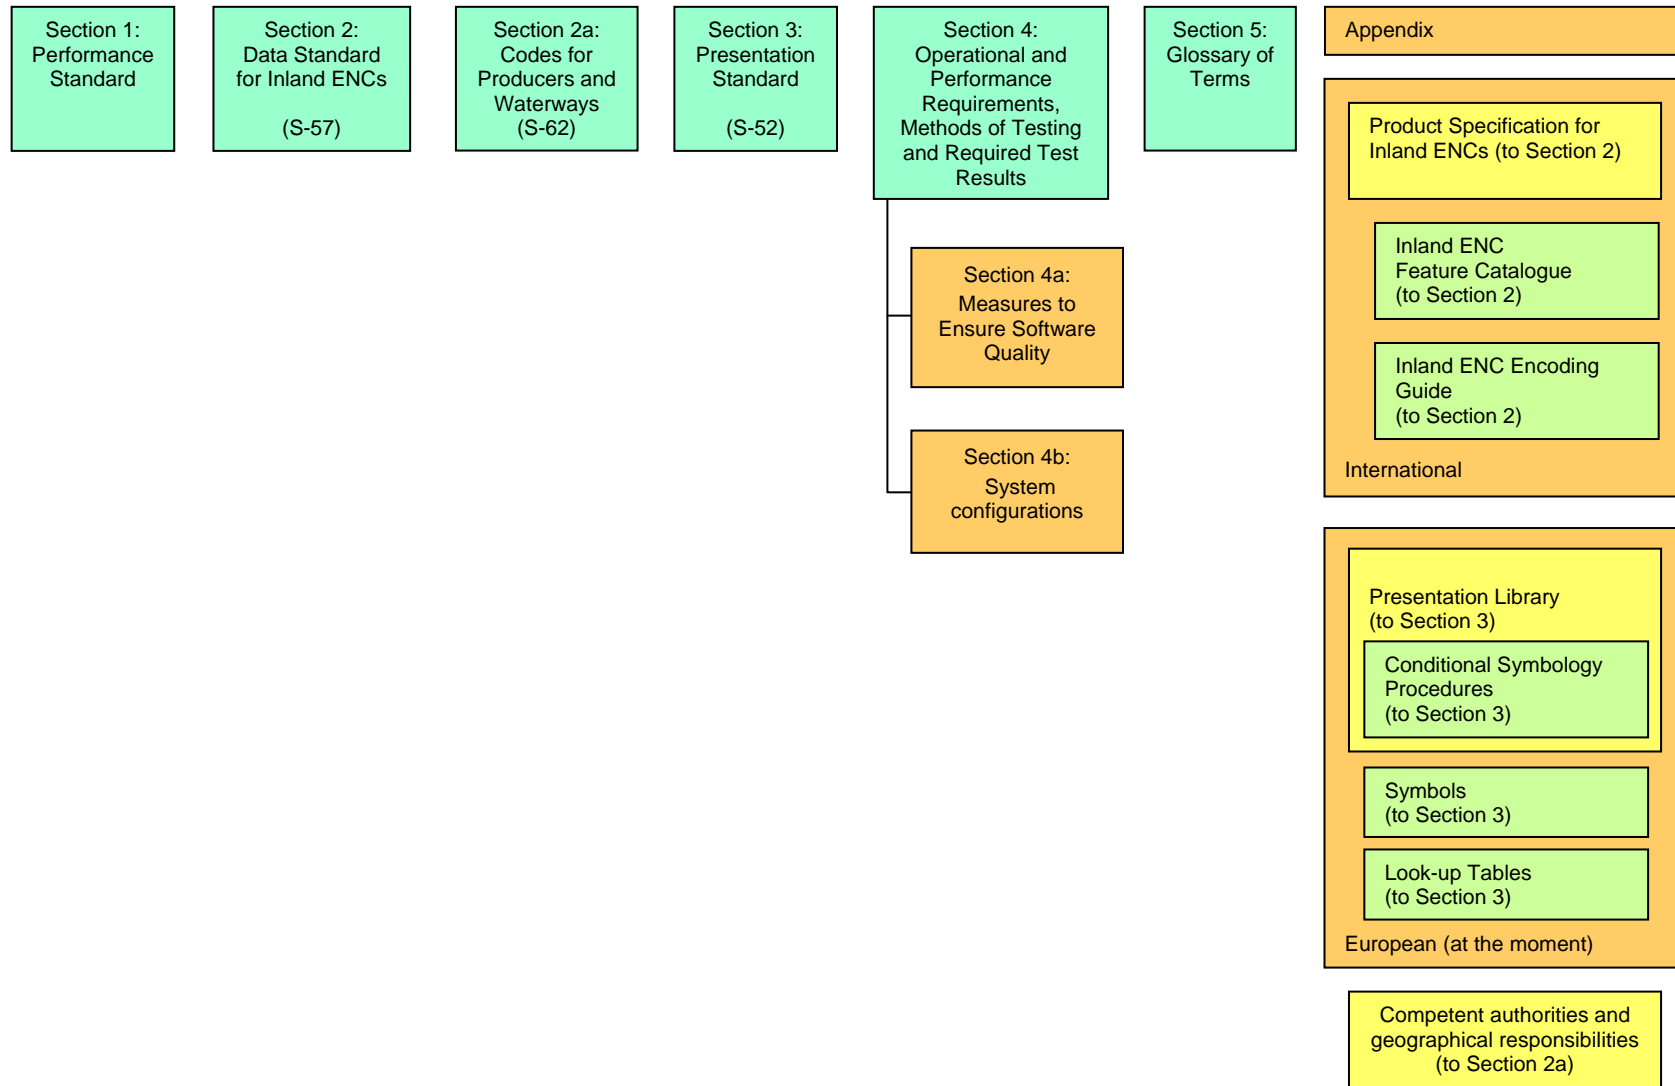 Section 1:
Performance
Standard
Section 2:
Data Standard
for Inland ENCs
(S-57)
Section 2a:
Codes for
Producers and
Waterways
(S-62)
Section 3:
Presentation
Standard
(S-52)
Section 4:
Operational and
Performance
Requirements,
Methods of Testing
and Required Test
Results
Section 5:
Glossary of
Terms
Section 4a:
Measures to
Ensure Software
Quality
Section 4b:
System
configurations
Appendix
Product Specification for
Inland ENCs (to Section 2)
Inland ENC
Feature Catalogue
(to Section 2)
Inland ENC Encoding
Guide
(to Section 2)
International
Presentation Library
(to Section 3)
Conditional Symbology
Procedures
(to Section 3)
Symbols
(to Section 3)
Look-up Tables
(to Section 3)
European (at the moment)
Competent authorities and
geographical responsibilities
(to Section 2a)